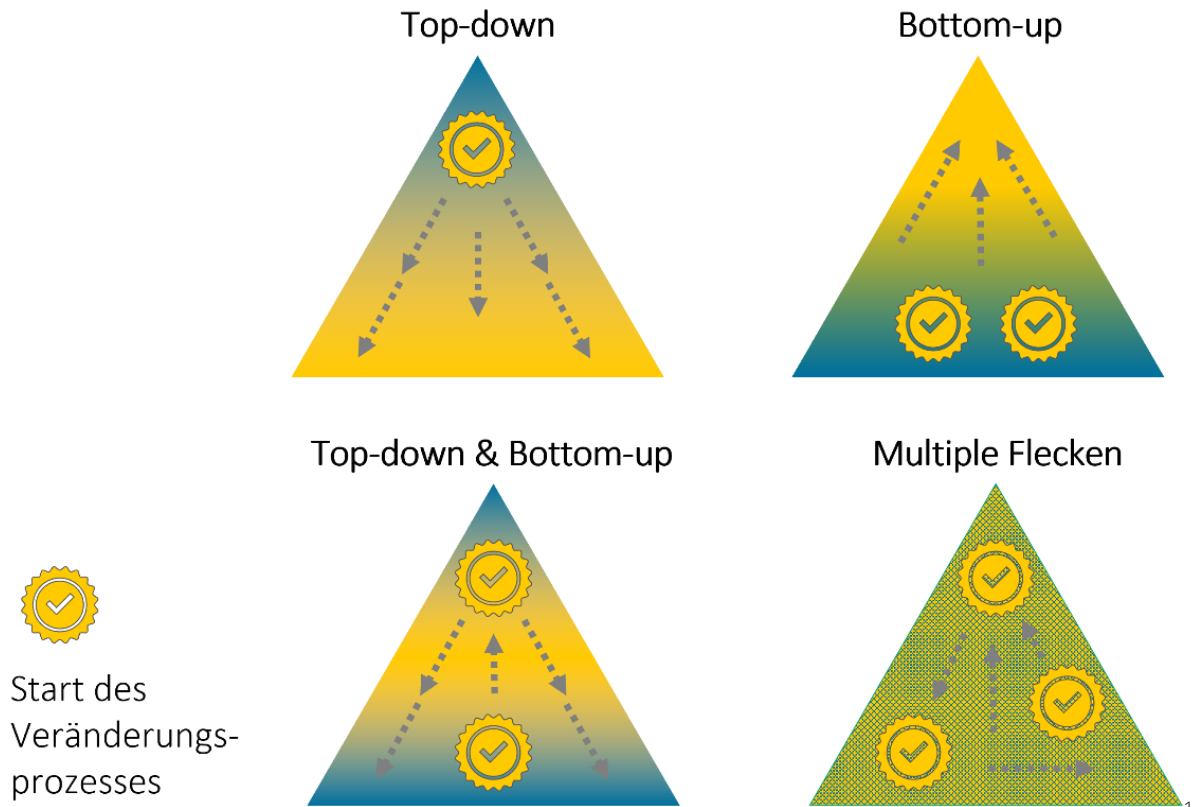 Top-down
Bottom-up
Top-down & Bottom-up
Multiple Flecken
Start des
Veränderungs-
prozesses